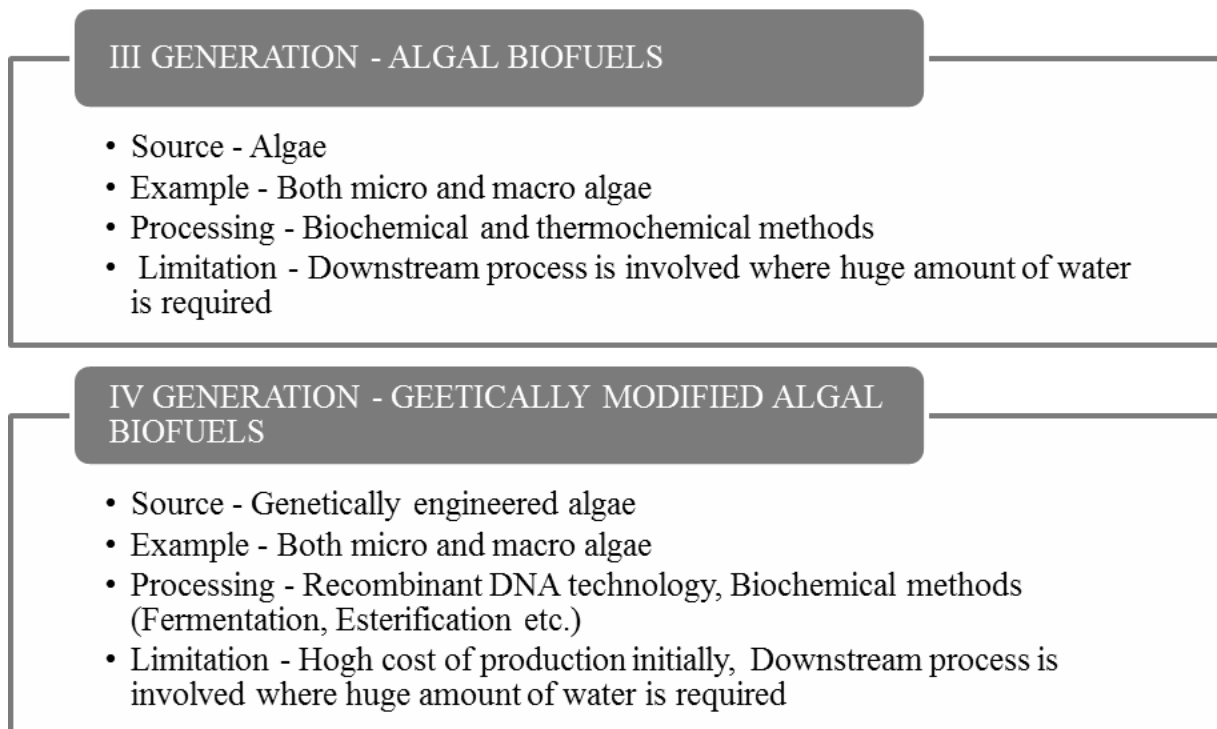 III GENERATION - ALGAL BIOFUELS
• Source - Algae
• Example - Both micro and macro algae
• Processing - Biochemical and thermochemical methods
• Limitation - Downstream process is involved where huge amount of water
is required
IV GENERATION - GEETICALLY MODIFIED ALGAL
BIOFUELS
• Source - Genetically engineered algae
• Example - Both micro and macro algae
• Processing - Recombinant DNA technology, Biochemical methods
(Fermentation, Esterification etc.)
• Limitation - Hogh cost of production initially, Downstream process is
involved where huge amount of water is required